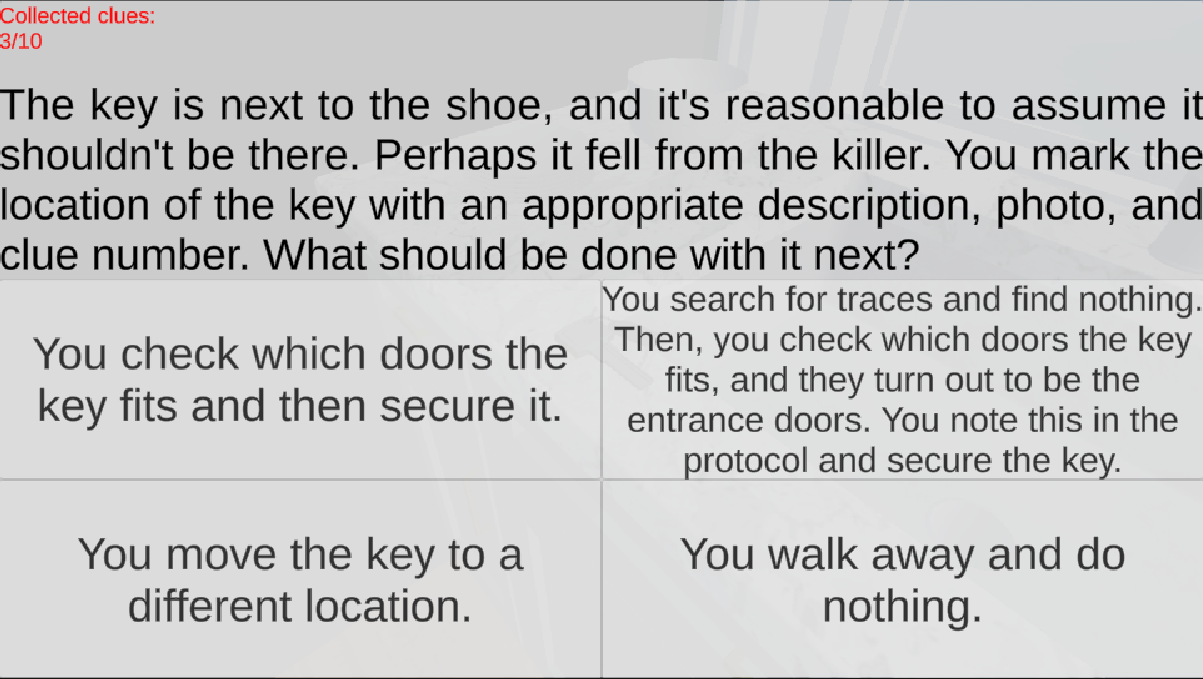 Collected clues:
3/10
The key is next to the shoe, and it's reasonable to assume it
shouldn't be there. Perhaps it fell from the killer. You mark the
location of the key with an appropriate description, photo, and
clue number. What should be done with it next?
You check which doors the
key fits and then secure it.
You search for traces and find nothing.
Then, you check which doors the key
fits, and they turn out to be the
entrance doors. You note this in the
protocol and secure the key.
You move the key to a
different location.
You walk away and do
nothing.